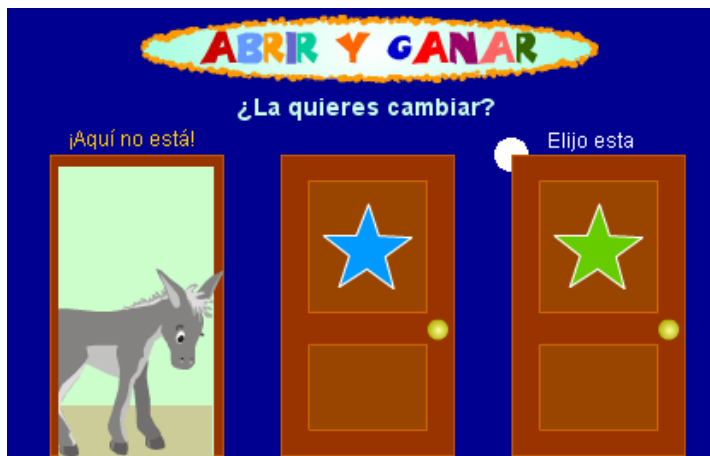 ABRIR Y GANAR
¿La quieres cambiar?
¡Aquí no está!
Elijo esta